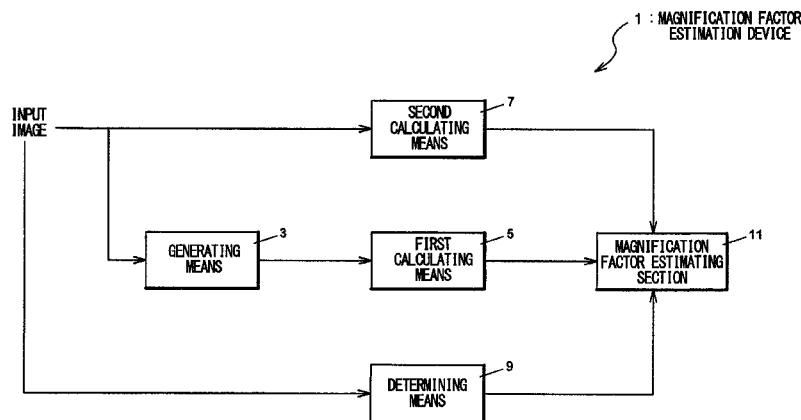 1 : MAGNIFICATION FACTOR
ESTIMATION DEVICE
INPUT
IMAGE
SECOND
CALCULATING
MEANS
7
GENERATING
MEANS
3
FIRST
CALCULATING
MEANS
5
MAGNIFICATION
FACTOR ESTIMATING
SECTION
11
DETERMINING
MEANS
9